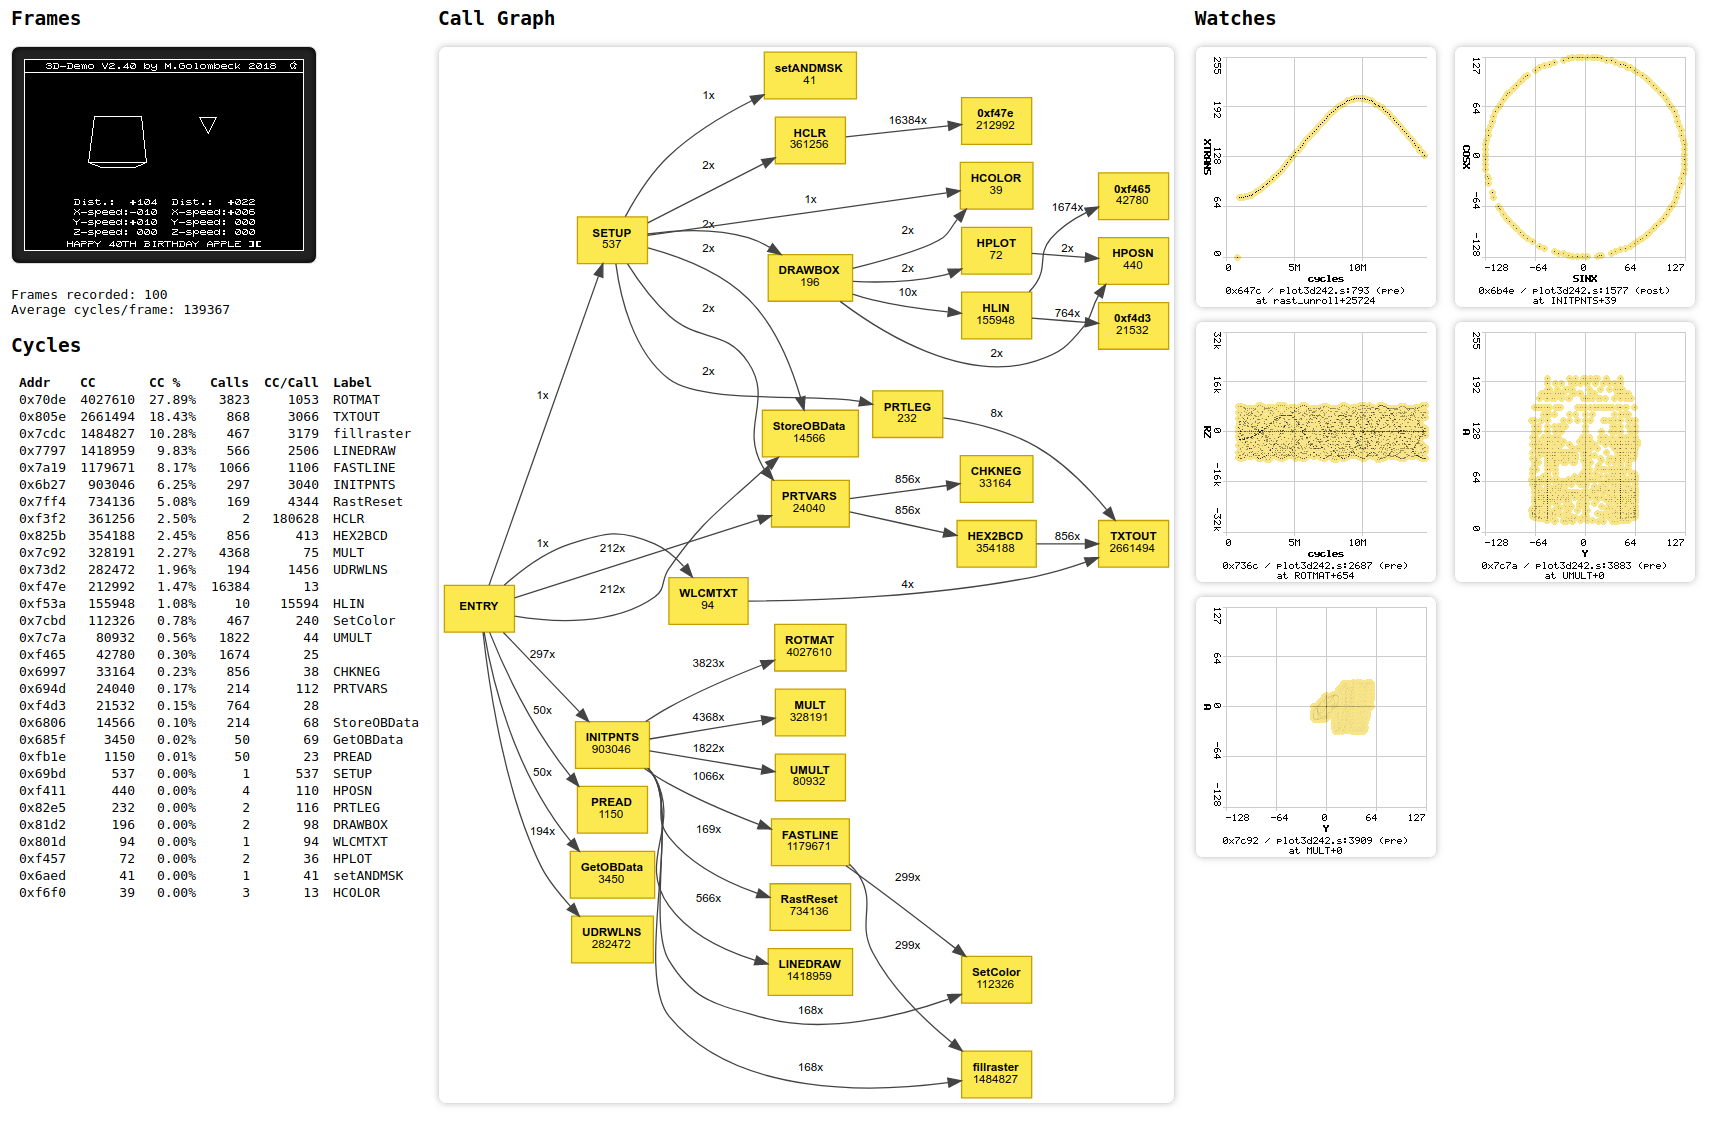 Frames
3D-Demo V2.40 by M.Golombeck 2018
Dist.: +104 Dist.: +022
X-speed:-010 X-speed:+006
Y-speed:+010 Y-speed: 000
Z-speed: 000 Z-speed: 000
HAPPY 40TH BIRTHDAY APPLE ][
Frames recorded: 100
Average cycles/frame: 139367
Cycles
Addr CC CC % Calls CC/Call Label
0x70de 4027610 27.89% 3823 1053 ROTMAT
0x805e 2661494 18.43% 868 3066 TXTOUT
0x7cdc 1484827 10.28% 467 3179 fillraster
0x7797 1418959 9.83% 566 2506 LINEDRAW
0x7a19 1179671 8.17% 1066 1106 FASTLINE
0x6b27 903046 6.25% 297 3040 INITPNTS
0x7ff4 734136 5.08% 169 4344 RastReset
0xf3f2 361256 2.50% 2 180628 HCLR
0x825b 354188 2.45% 856 413 HEX2BCD
0x7c92 328191 2.27% 4368 75 MULT
0x73d2 282472 1.96% 194 1456 UDRWLNS
0xf47e 212992 1.47% 16384 13
0xf53a 155948 1.08% 10 15594 HLIN
0x7cbd 112326 0.78% 467 240 SetColor
0x7c7a 80932 0.56% 1822 44 UMULT
0xf465 42780 0.30% 1674 25
0x6997 33164 0.23% 856 38 CHKNEG
0x694d 24040 0.17% 214 112 PRTVARS
0xf4d3 21532 0.15% 764 28
0x6806 14566 0.10% 214 68 StoreOBData
0x685f 3450 0.02% 50 69 GetOBData
0xfb1e 1150 0.01% 50 23 PREAD
0x69bd 537 0.00% 1 537 SETUP
0xf411 440 0.00% 4 110 HPOSN
0x82e5 232 0.00% 2 116 PRTLEG
0x81d2 196 0.00% 2 98 DRAWBOX
0x801d 94 0.00% 1 94 WLCMTXT
0xf457 72 0.00% 2 36 HPLOT
0x6aed 41 0.00% 1 41 setANDMSK
0xf6f0 39 0.00% 3 13 HCOLOR
Call Graph
setANDMSK
41
1x
0xf47e
212992
16384x
HCLR
361256
2x
HCOLOR
39
1x
0xf465
42780
1674x
SETUP
537
2x
2x
2x
HPLOT
72
2x
HPOSN
440
DRAWBOX
196
2x
10x
HLIN
155948
764x
0xf4d3
21532
2x
2x
2x
1x
PRTLEG
232
8x
StoreOBData
14566
CHKNEG
33164
856x
PRTVARS
24040
856x
HEX2BCD
354188
856x
TXTOUT
2661494
1x
212x
212x
WLCMTXT
94
4x
ENTRY
ROTMAT
4027610
3823x
297x
MULT
328191
4368x
INITPNTS
903046
1822x
UMULT
80932
1066x
50x
PREAD
1150
FASTLINE
1179671
169x
50x
GetOBData
3450
RastReset
734136
299x
566x
194x
UDRWLNS
282472
LINEDRAW
1418959
299x
SetColor
112326
168x
168x
fillraster
1484827
Watches
255
192
128
64
0
XTRANS
0 5M 10M
cycles
0x647c / plot3d242.s:793 (pre)
at rast_unroll+25724
127
64
0
-64
-128
COSX
-128 -64 0 64 127
SINX
0x6b4e / plot3d242.s:1577 (post)
at INITPNTS+39
32k
16k
0
-16k
-32k
RZ
0 5M 10M
cycles
0x736c / plot3d242.s:2687 (pre)
at ROTMAT+654
255
192
128
64
0
A
-128 -64 0 64 127
Y
0x7c7a / plot3d242.s:3883 (pre)
at UMULT+0
127
64
0
-64
-128
A
-128 -64 0 64 127
Y
0x7c92 / plot3d242.s:3909 (pre)
at MULT+0